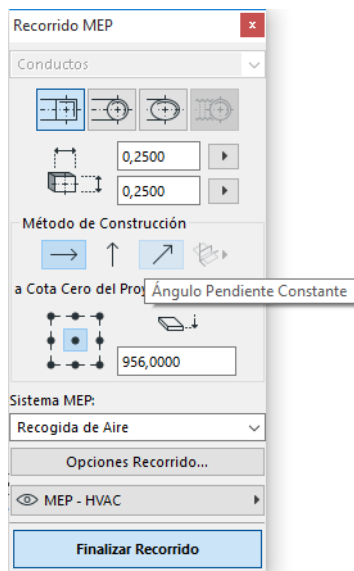 Recorrido MEP
x
Conductos
0,2500
0,2500
Método de Construcción
Ángulo Pendiente Constante
a Cota Cero del Proy
956,0000
Sistema MEP:
Recogida de Aire
Opciones Recorrido...
MEP - HVAC
Finalizar Recorrido